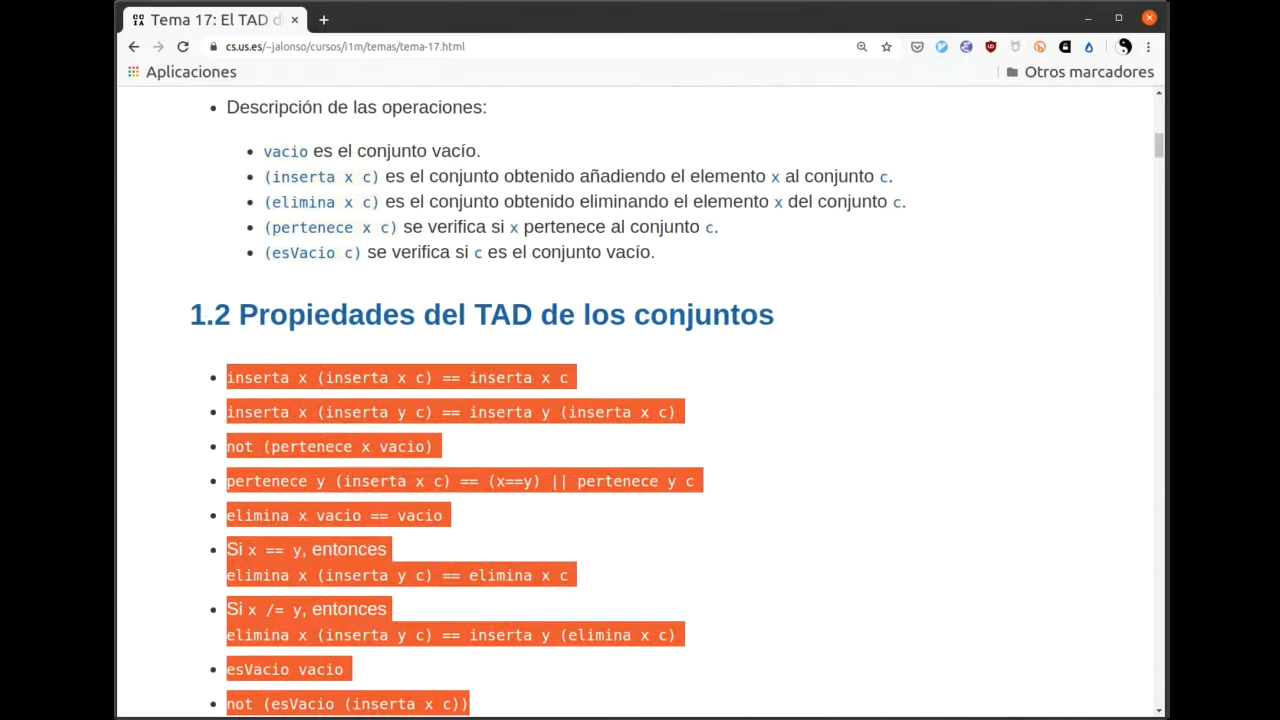 Tema 17: El TAD d
cs.us.es/~jalonso/cursos/i1m/temas/tema-17.html
Aplicaciones
Otros marcadores
Descripción de las operaciones:
vacio es el conjunto vacío.
(inserta x c) es el conjunto obtenido añadiendo el elemento x al conjunto c.
(elimina x c) es el conjunto obtenido eliminando el elemento x del conjunto c.
(pertenece x c) se verifica si x pertenece al conjunto c.
(esVacio c) se verifica si c es el conjunto vacío.
1.2 Propiedades del TAD de los conjuntos
inserta x (inserta x c) == inserta x c
inserta x (inserta y c) == inserta y (inserta x c)
not (pertenece x vacio)
pertenece y (inserta x c) == (x==y) || pertenece y c
elimina x vacio == vacio
Si x == y, entonces
elimina x (inserta y c) == elimina x c
Si x /= y, entonces
elimina x (inserta y c) == inserta y (elimina x c)
esVacio vacio
not (esVacio (inserta x c))